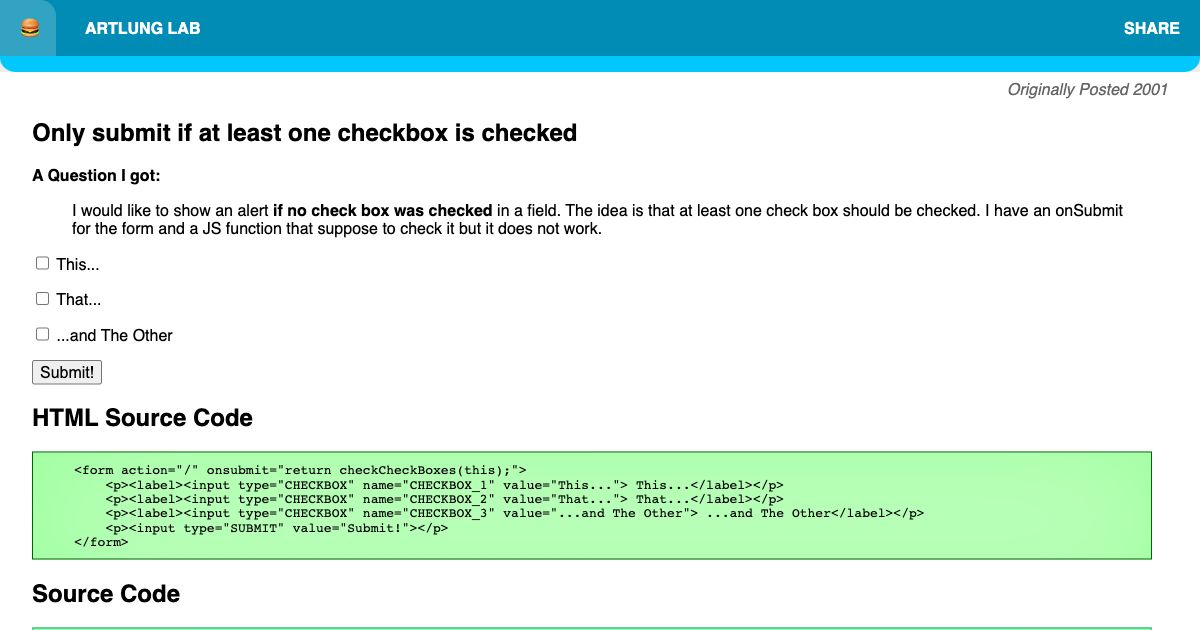 ARTLUNG LAB
SHARE
Originally Posted 2001
Only submit if at least one checkbox is checked
A Question I got:
I would like to show an alert if no check box was checked in a field. The idea is that at least one check box should be checked. I have an onSubmit
for the form and a JS function that suppose to check it but it does not work.
This...
That...
...and The Other
Submit!
HTML Source Code
<form action="/" onsubmit="return checkCheckBoxes(this);">
<p><label><input type="CHECKBOX" name="CHECKBOX_1" value="This..."> This...</label></p>
<p><label><input type="CHECKBOX" name="CHECKBOX_2" value="That..."> That...</label></p>
<p><label><input type="CHECKBOX" name="CHECKBOX_3" value="...and The Other"> ...and The Other</label></p>
<p><input type="SUBMIT" value="Submit!"></p>
</form>
Source Code